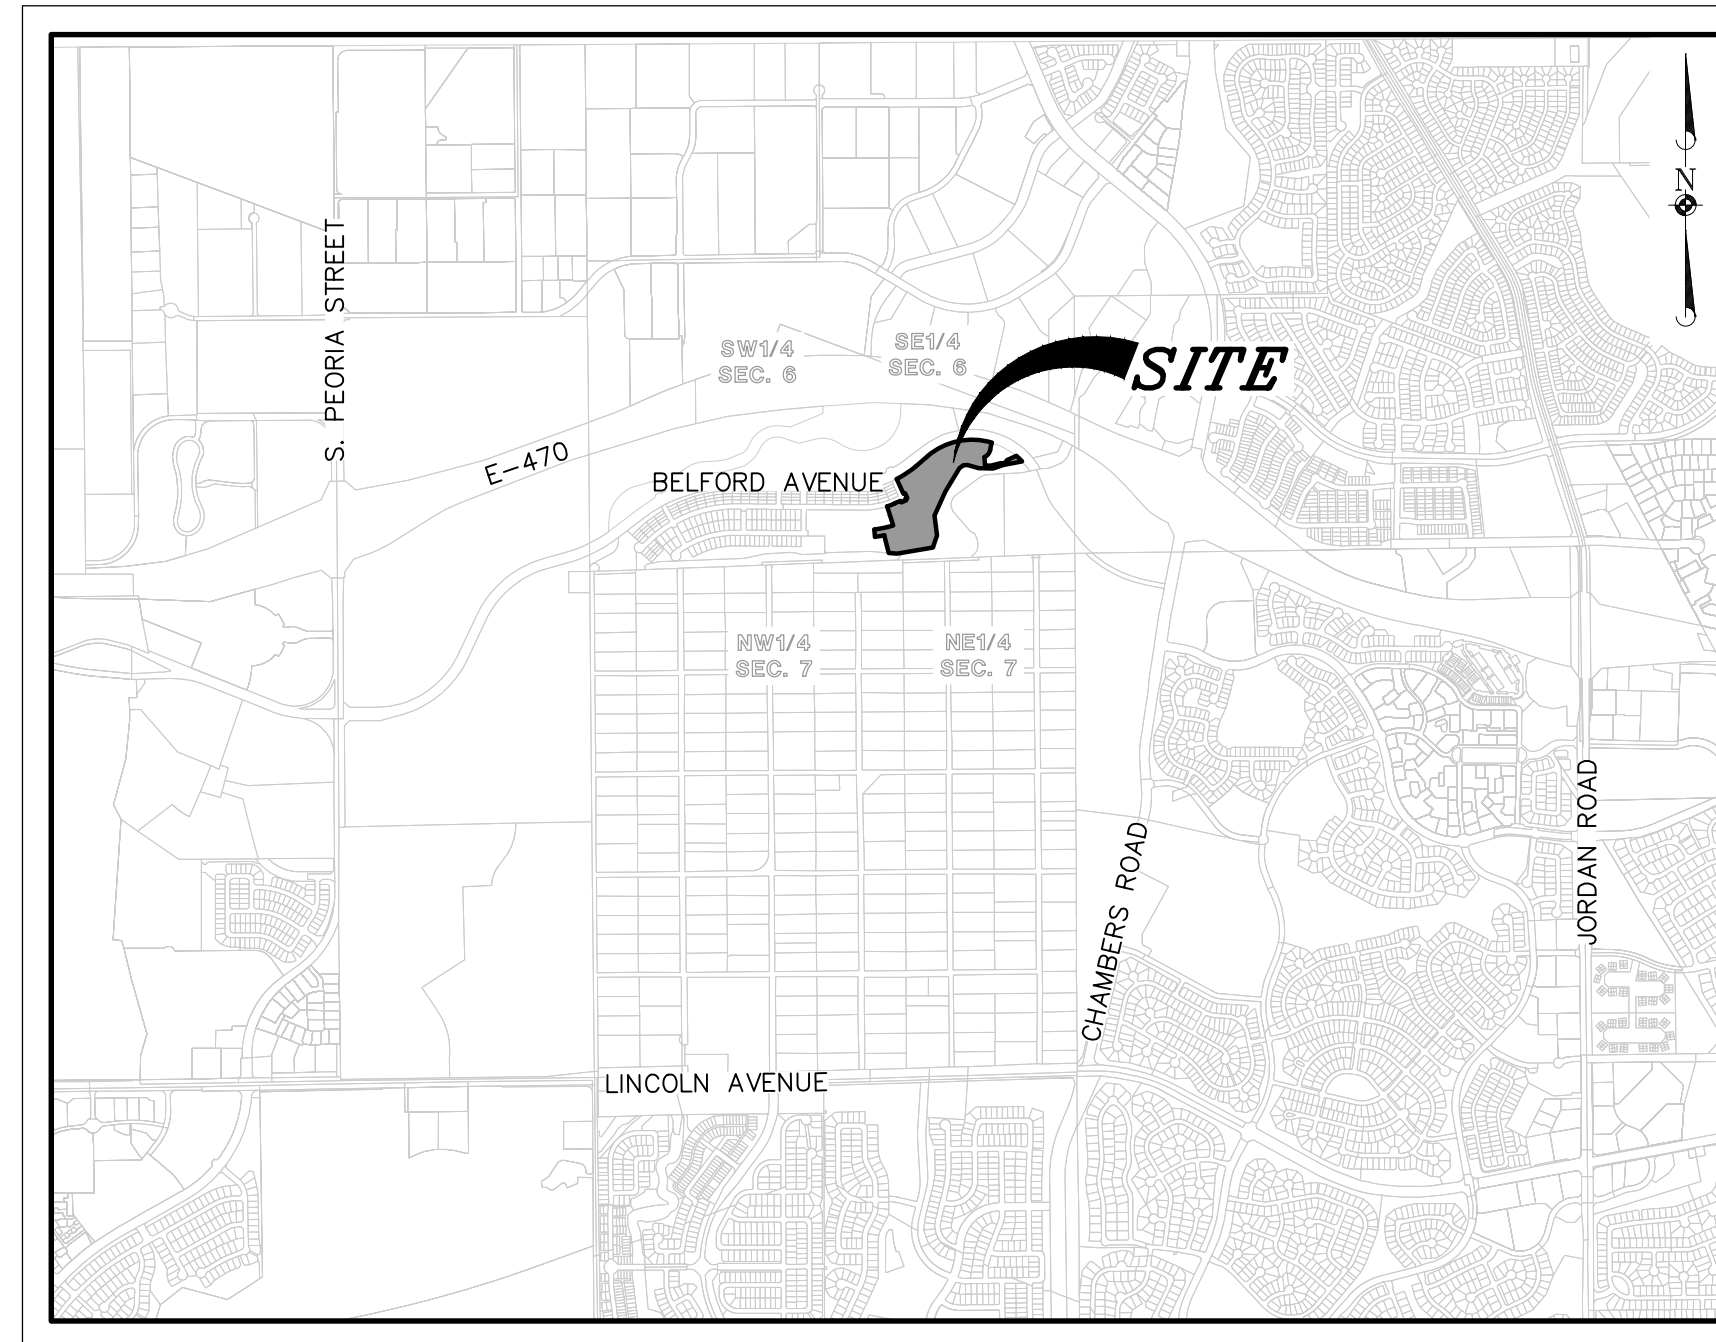 N
S. PEORIA STREET
SW1/4
SEC. 6
SE1/4
SEC. 6
SITE
E-470
BELFORD AVENUE
NW1/4
SEC. 7
NE1/4
SEC. 7
CHAMBERS ROAD
JORDAN ROAD
LINCOLN AVENUE